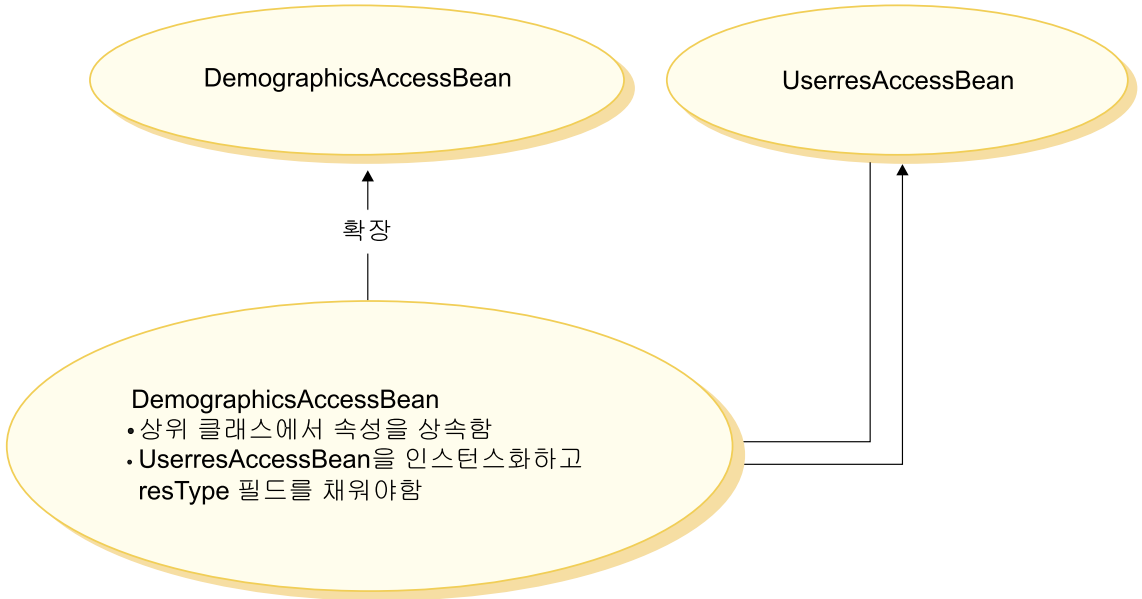 DemographicsAccessBean
UserresAccessBean
확장
DemographicsAccessBean
• 상위 클래스에서 속성을 상속함
• UserresAccessBean을 인스턴스화하고
resType 필드를 채워야함